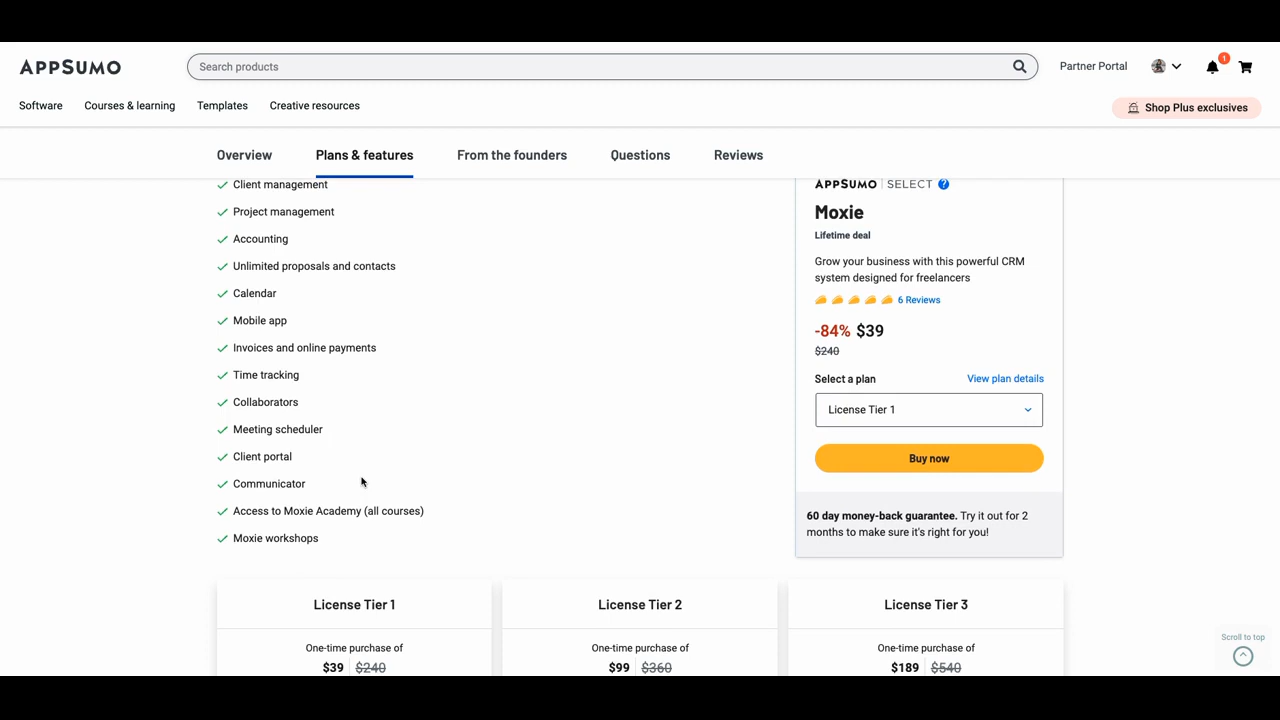 APPSUMO
Search products
Partner Portal
1
Software
Courses & learning
Templates
Creative resources
Shop Plus exclusives
Overview
Plans & features
From the founders
Questions
Reviews
Client management
Project management
Accounting
Unlimited proposals and contacts
Calendar
Mobile app
Invoices and online payments
Time tracking
Collaborators
Meeting scheduler
Client portal
Communicator
Access to Moxie Academy (all courses)
Moxie workshops
APPSUMO | SELECT ?
Moxie
Lifetime deal
Grow your business with this powerful CRM
system designed for freelancers
6 Reviews
-84% $39
$240
Select a plan
View plan details
License Tier 1
Buy now
60 day money-back guarantee. Try it out for 2
months to make sure it's right for you!
License Tier 1
One-time purchase of
$39 $240
License Tier 2
One-time purchase of
$99 $360
License Tier 3
One-time purchase of
$189 $540
Scroll to top